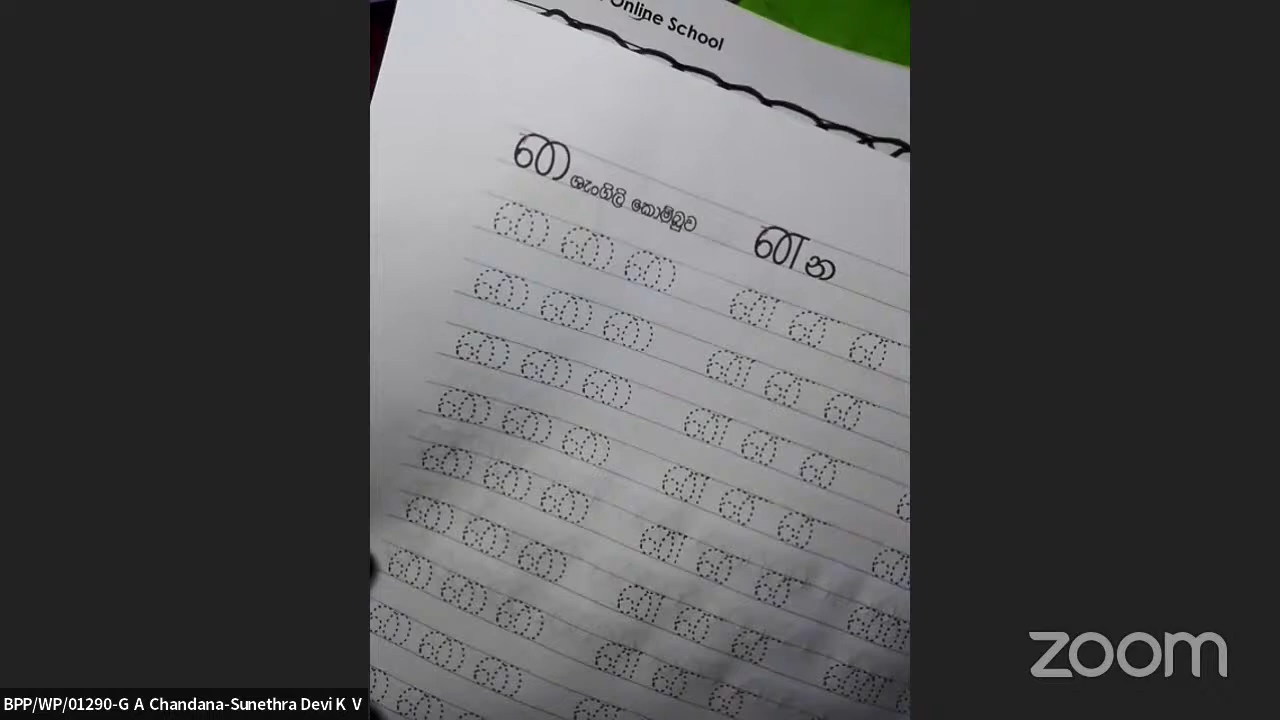 Online School
ை ශැංගිලි කොම්බුව ன න
ை ை ை ன ன ன
ை ை ை ன ன ன
ை ை ை ன ன ன
ை ை ை ன ன ன
ை ை ை ன ன ன
ை ை ை ன ன ன
ை ை ை ன ன ன
ை ை ை
BPP/WP/01290-G A Chandana-Sunethra Devi K V
zoom